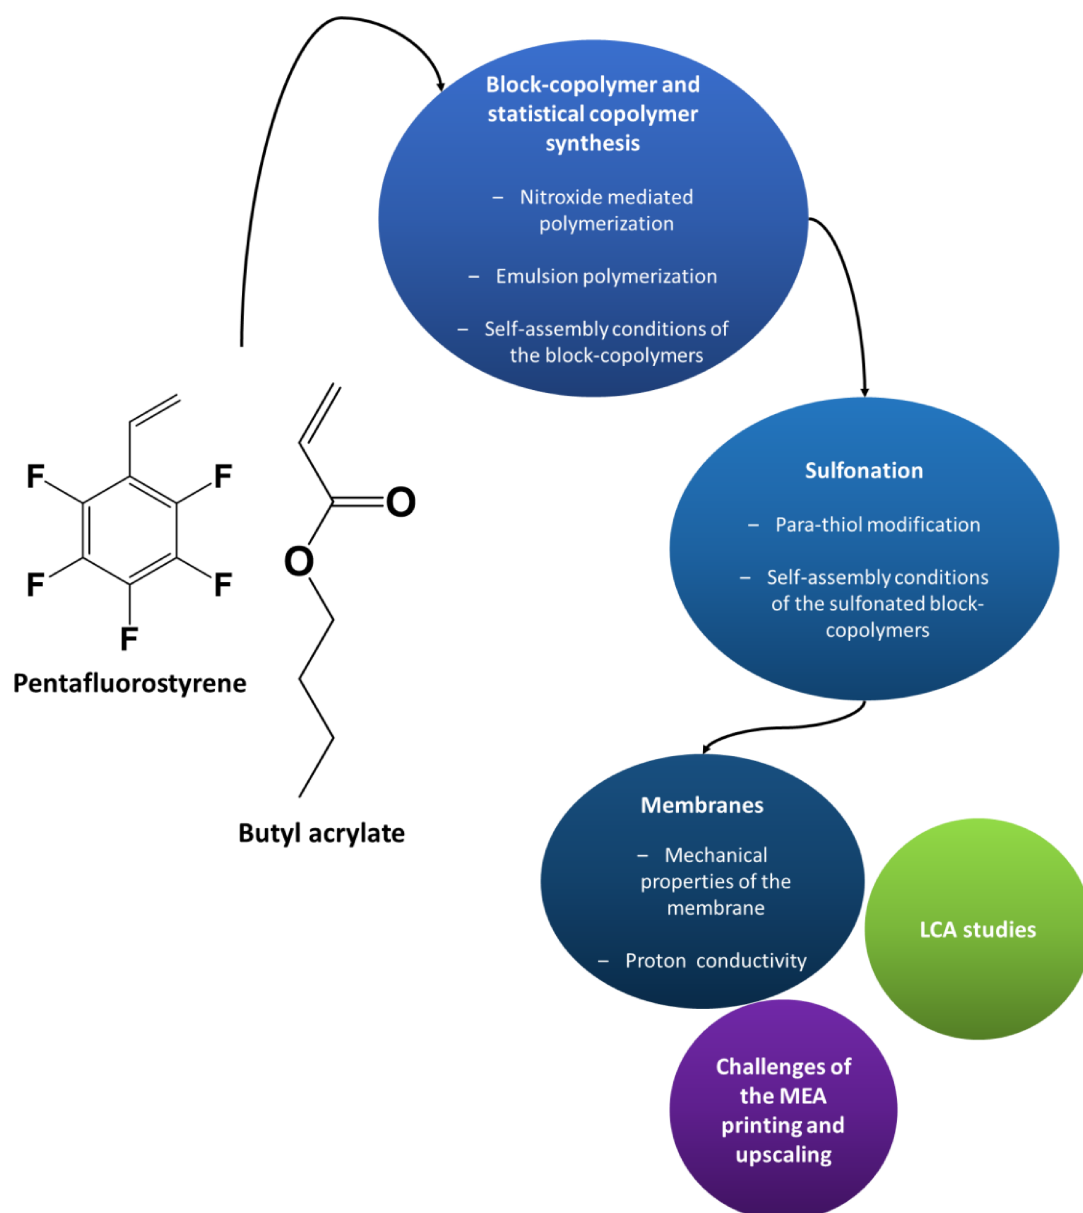 Block-copolymer and
statistical copolymer
synthesis
– Nitroxide mediated
polymerization
– Emulsion polymerization
– Self-assembly conditions of
the block-copolymers
Sulfonation
– Para-thiol modification
– Self-assembly conditions
of the sulfonated block-
copolymers
F
F
F
F
F
Pentafluorostyrene
O
O
Butyl acrylate
Membranes
– Mechanical
properties of the
membrane
– Proton conductivity
LCA studies
Challenges of
the MEA
printing and
upscaling